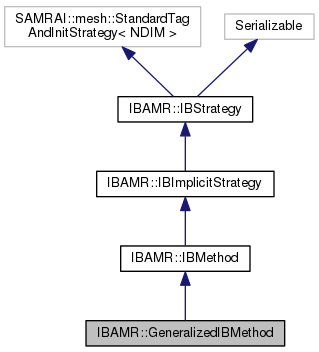 SAMRAI::mesh::StandardTag
AndInitStrategy< NDIM >
Serializable
IBAMR::IBStrategy
IBAMR::IBImplicitStrategy
IBAMR::IBMethod
IBAMR::GeneralizedIBMethod